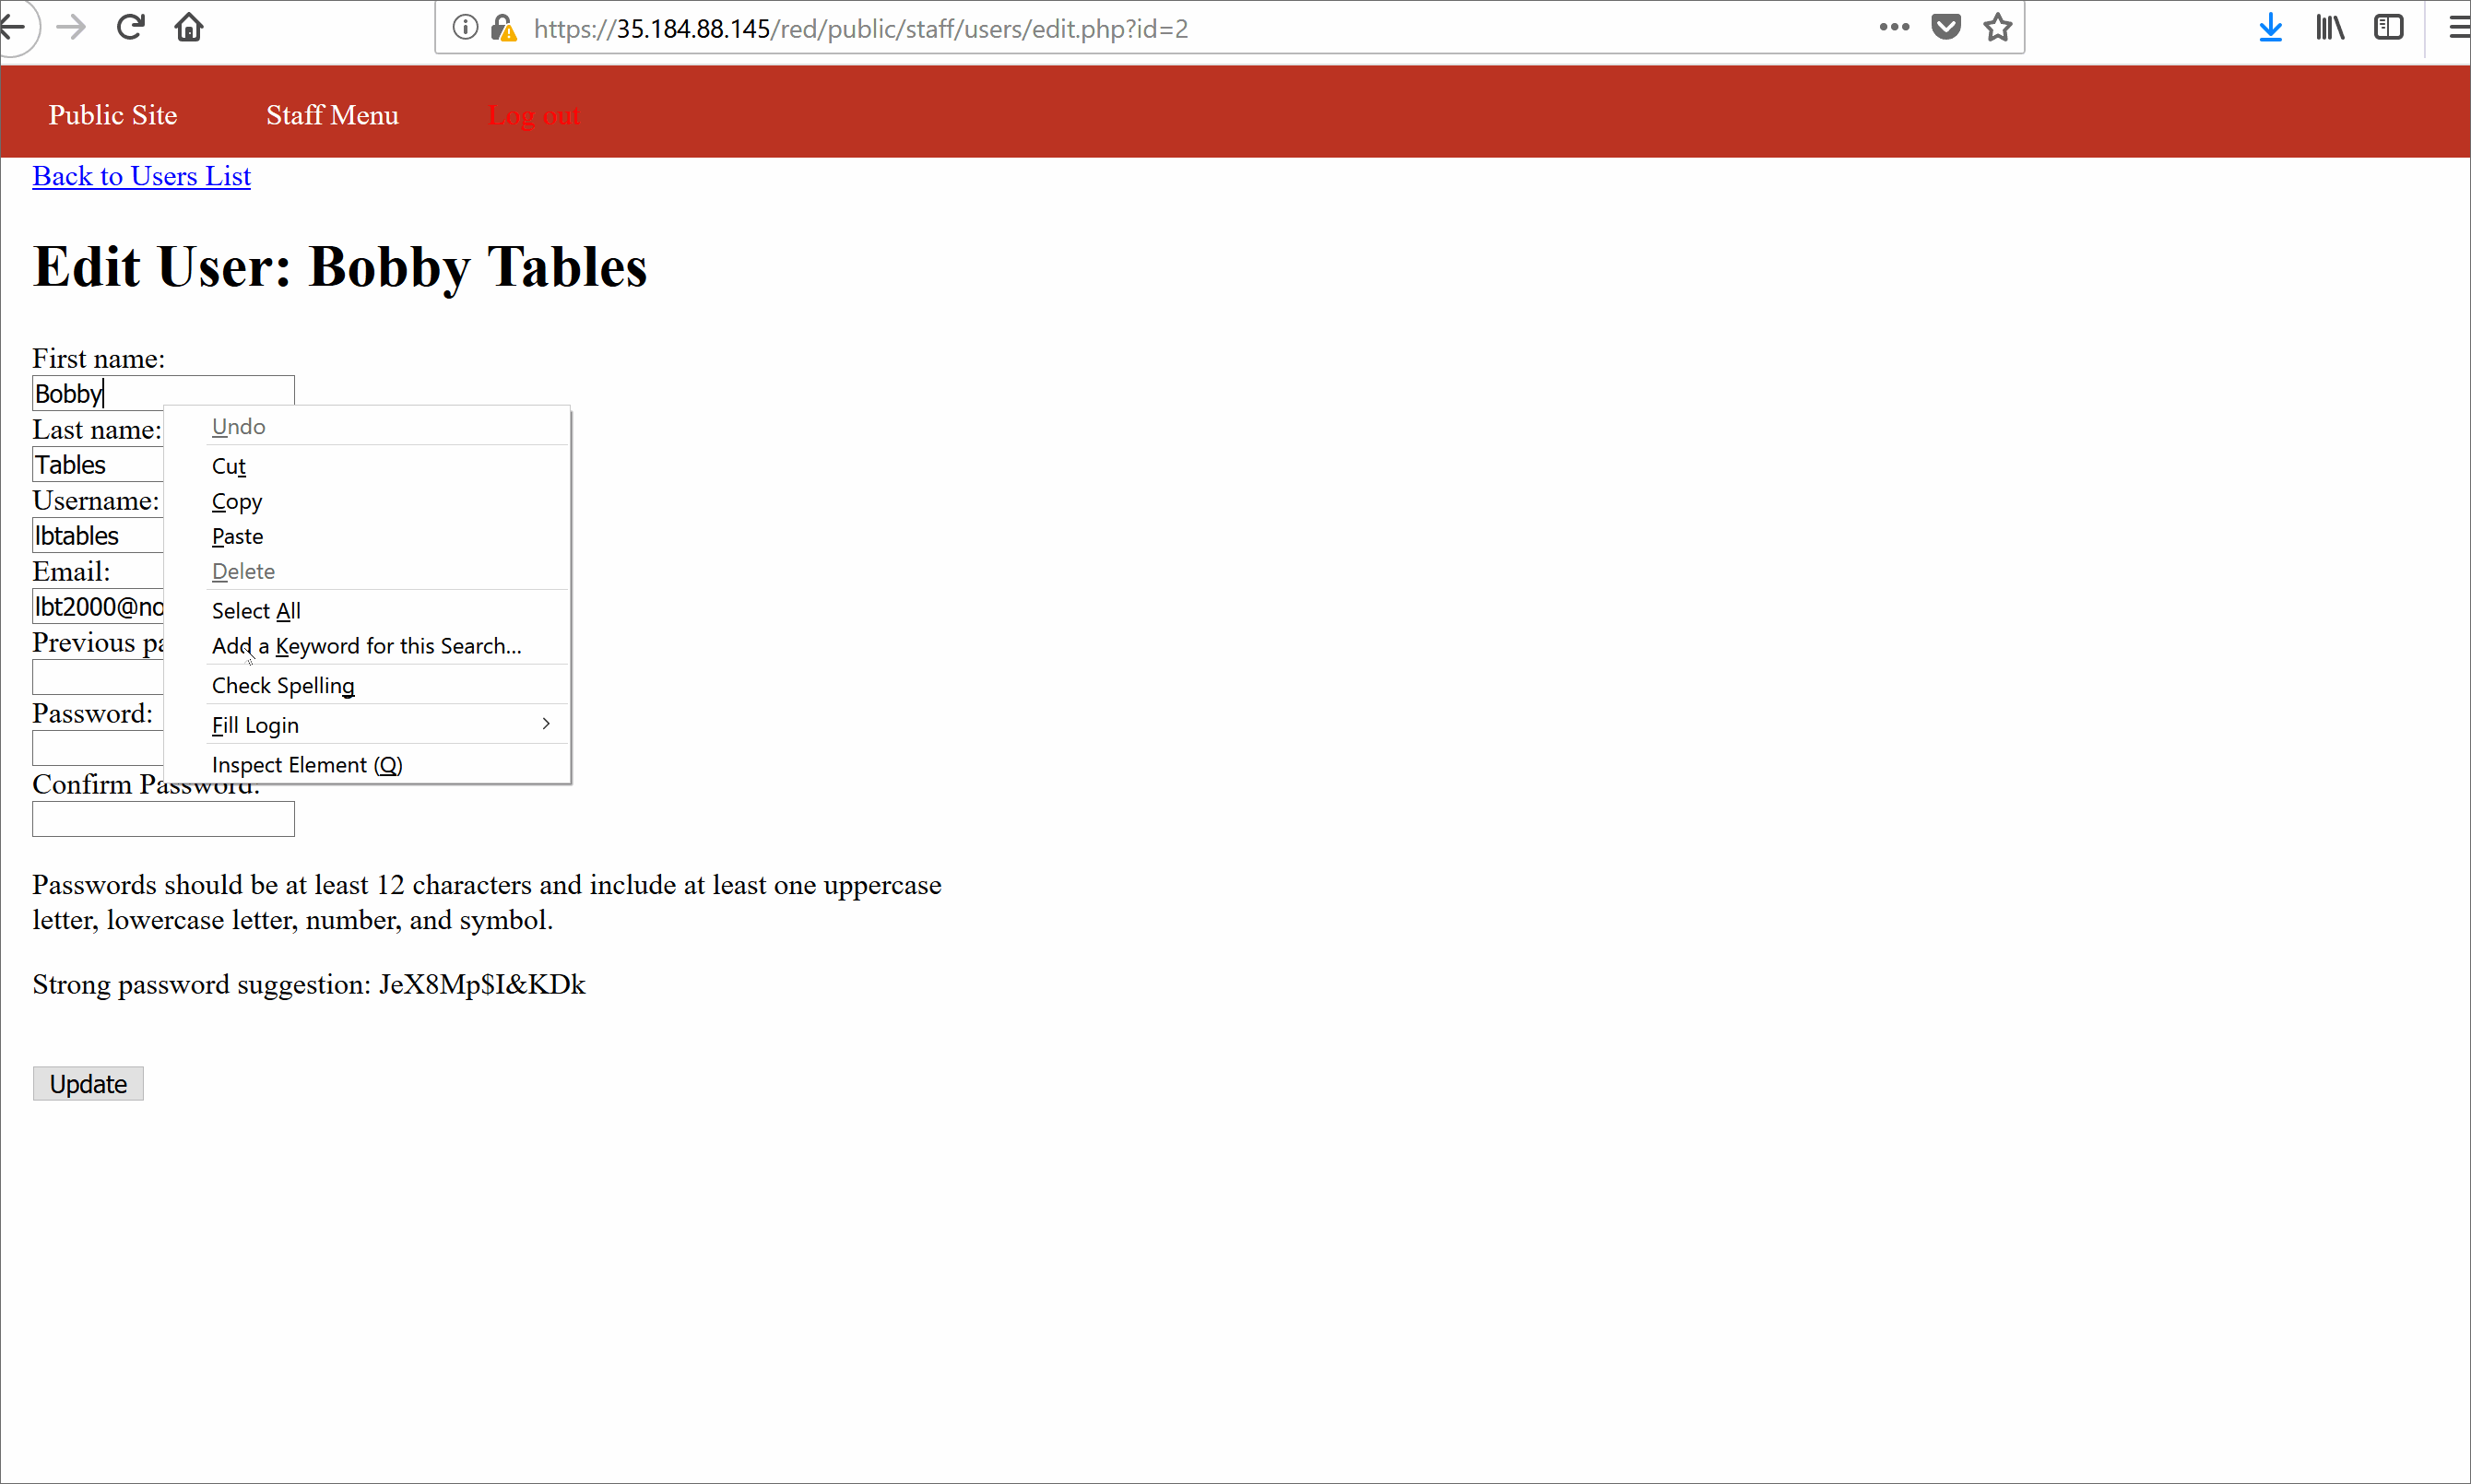 https://35.184.88.145/red/public/staff/users/edit.php?id=2
Public Site Staff Menu Log out
Back to Users List
Edit User: Bobby Tables
First name:
Bobby
Last name:
Tables
Username:
lbtables
Email:
lbt2000@no
Previous pa
Password:
Confirm Password:
Undo
Cut
Copy
Paste
Delete
Select All
Add a Keyword for this Search...
Check Spelling
Fill Login
Inspect Element (Q)
Passwords should be at least 12 characters and include at least one uppercase
letter, lowercase letter, number, and symbol.
Strong password suggestion: JeX8Mp$I&KDk
Update